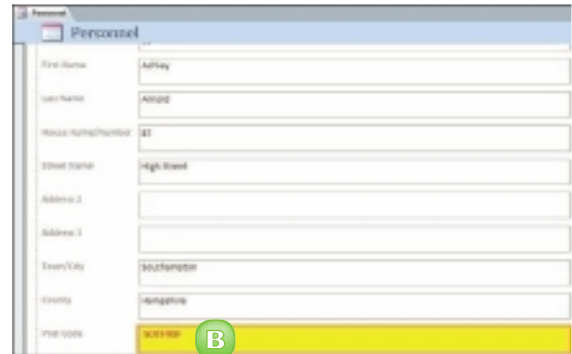 Personnel
Personnel
First Name Ashley
Last Name Arnold
House Name/Number
Street Name High Street
Address 2
Address 3
Town/City Southampton
County Hampshire
Post Code
B